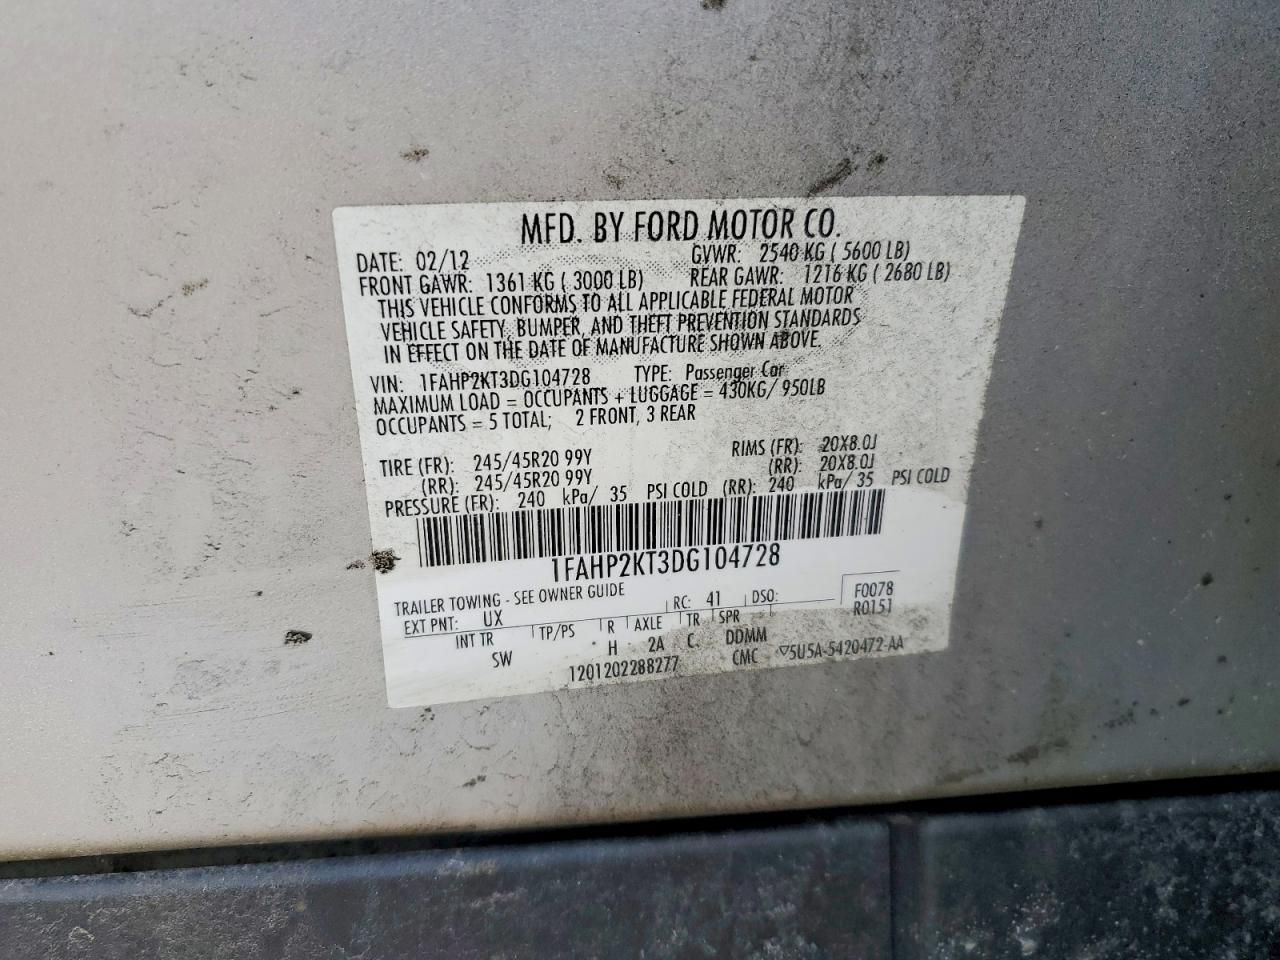 MFD. BY FORD MOTOR CO.
DATE: 02/12 GVWR: 2540 KG ( 5600 LB)
FRONT GAWR: 1361 KG ( 3000 LB) REAR GAWR: 1216 KG ( 2680 LB)
THIS VEHICLE CONFORMS TO ALL APPLICABLE FEDERAL MOTOR
VEHICLE SAFETY, BUMPER, AND THEFT PREVENTION STANDARDS
IN EFFECT ON THE DATE OF MANUFACTURE SHOWN ABOVE.
VIN: 1FAHP2KT3DG104728 TYPE: Passenger Car
MAXIMUM LOAD = OCCUPANTS + LUGGAGE = 430KG/ 950LB
OCCUPANTS = 5 TOTAL; 2 FRONT, 3 REAR
TIRE (FR): 245/45R20 99Y RIMS (FR): 20X8.0J
(RR): 245/45R20 99Y (RR): 20X8.0J
PRESSURE (FR): 240 kPa/ 35 PSI COLD (RR): 240 kPa/ 35 PSI COLD
1FAHP2KT3DG104728
TRAILER TOWING - SEE OWNER GUIDE
EXT PNT: UX RC: 41 DSO: F0078
R0151
INT TR TP/PS R AXLE TR SPR
SW H 2A C DDMM
1201202288277 CMC ▽5U5A-5420472-AA